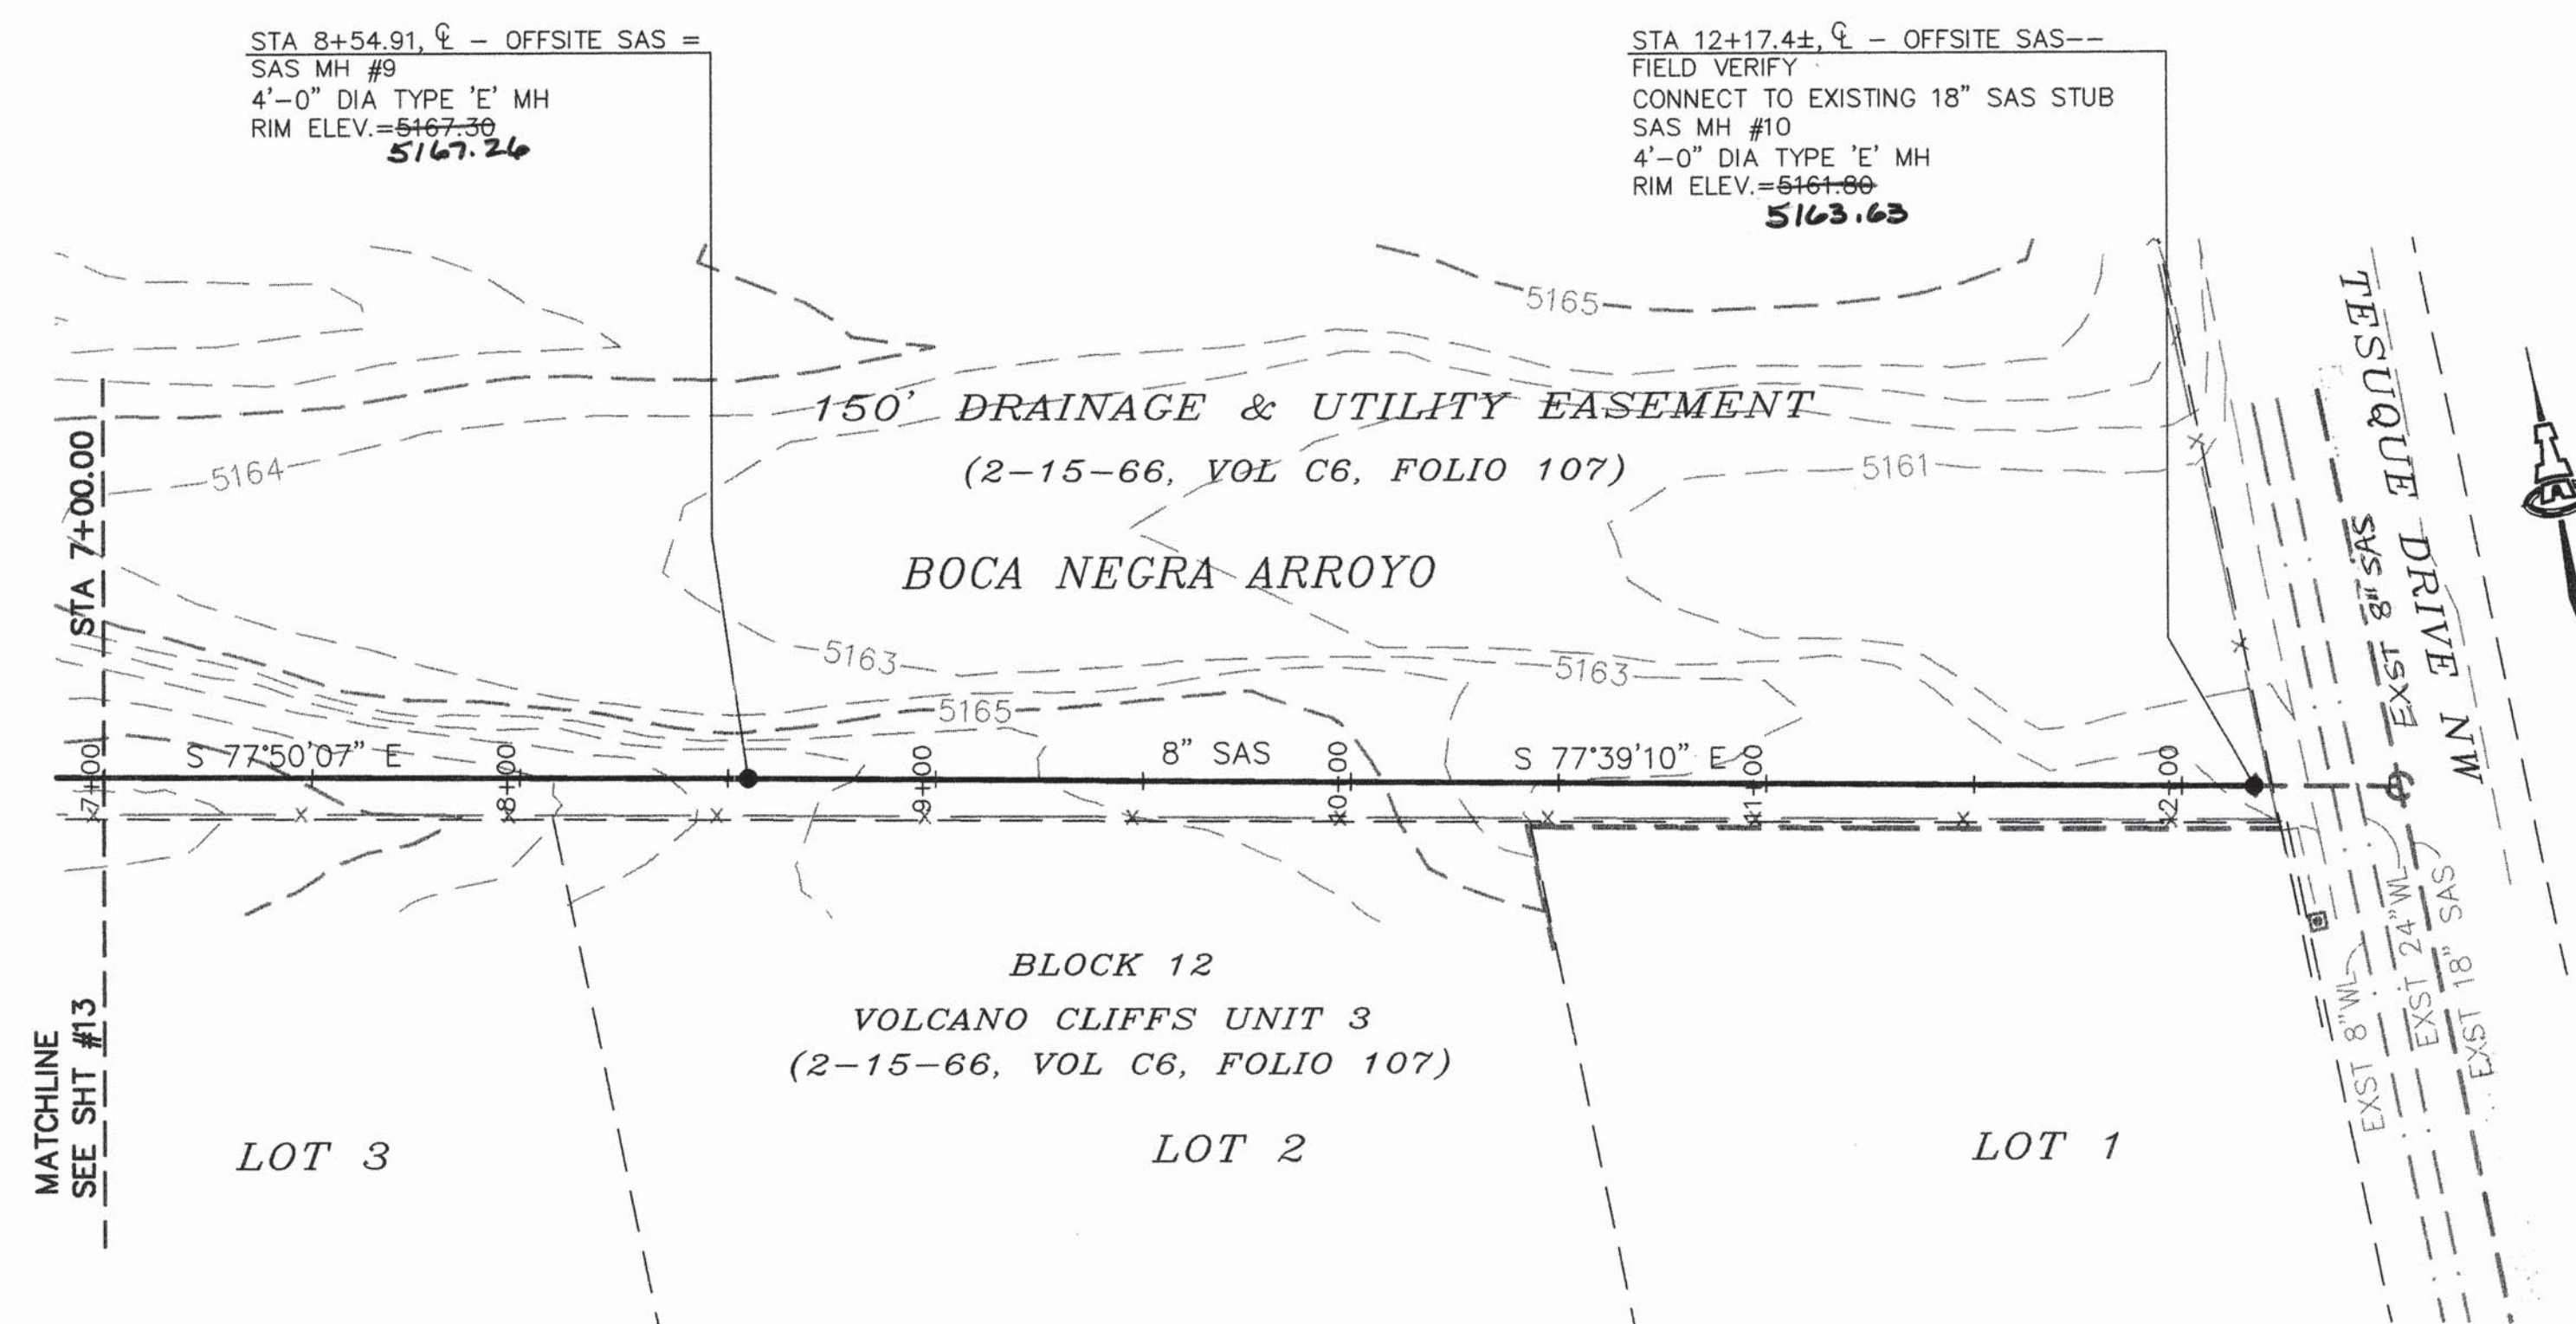 STA 8+54.91, ℄ – OFFSITE SAS =
SAS MH #9
4'–0" DIA TYPE 'E' MH
RIM ELEV.=5167.30
5167.26
STA 12+17.4±, ℄ – OFFSITE SAS––
FIELD VERIFY
CONNECT TO EXISTING 18" SAS STUB
SAS MH #10
4'–0" DIA TYPE 'E' MH
RIM ELEV.=5161.80
5163.63
5165
150' DRAINAGE & UTILITY EASEMENT
(2–15–66, VOL C6, FOLIO 107)
5164
5161
BOCA NEGRA ARROYO
5163
5163
5165
STA 7+00.00
S 77°50'07" E
8" SAS
S 77°39'10" E
7+00
8+00
9+00
10+00
11+00
12+00
TESUQUE DRIVE NW
EXST 8" SAS
EXST 8"WL
EXST 24"WL
EXST 18" SAS
BLOCK 12
VOLCANO CLIFFS UNIT 3
(2–15–66, VOL C6, FOLIO 107)
MATCHLINE
SEE SHT #13
LOT 3
LOT 2
LOT 1